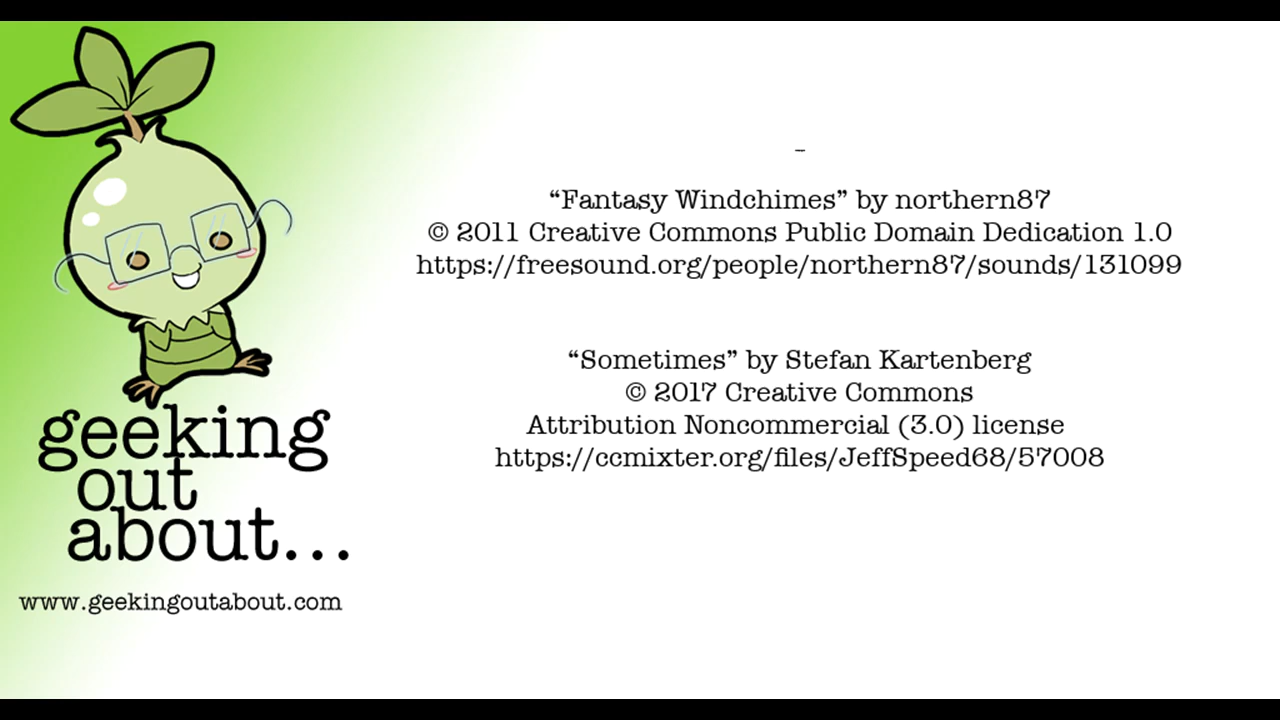 -
“Fantasy Windchimes” by northern87
© 2011 Creative Commons Public Domain Dedication 1.0
https://freesound.org/people/northern87/sounds/131099
“Sometimes” by Stefan Kartenberg
© 2017 Creative Commons
Attribution Noncommercial (3.0) license
https://ccmixter.org/files/JeffSpeed68/57008
geeking
out
about...
www.geekingoutabout.com